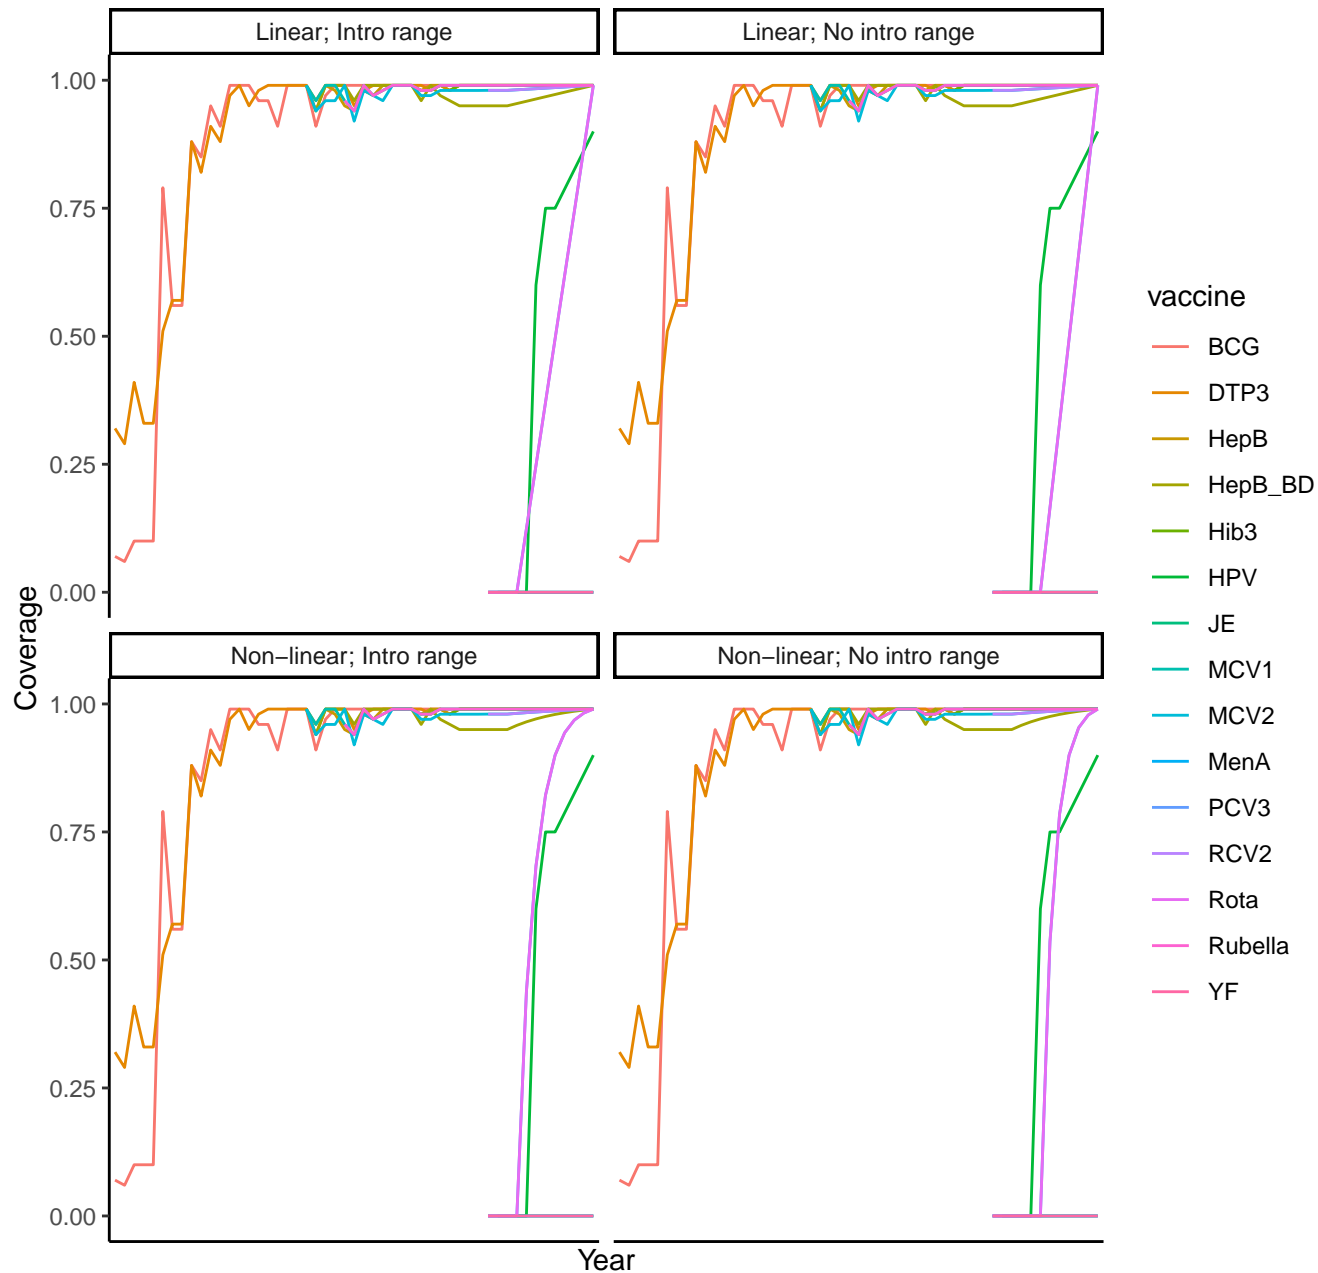 Linear; Intro range
Linear; No intro range
1.00
0.75
0.50
0.25
0.00
Non−linear; Intro range
Non−linear; No intro range
1.00
0.75
0.50
0.25
0.00
Coverage
Year
vaccine
BCG
DTP3
HepB
HepB_BD
Hib3
HPV
JE
MCV1
MCV2
MenA
PCV3
RCV2
Rota
Rubella
YF